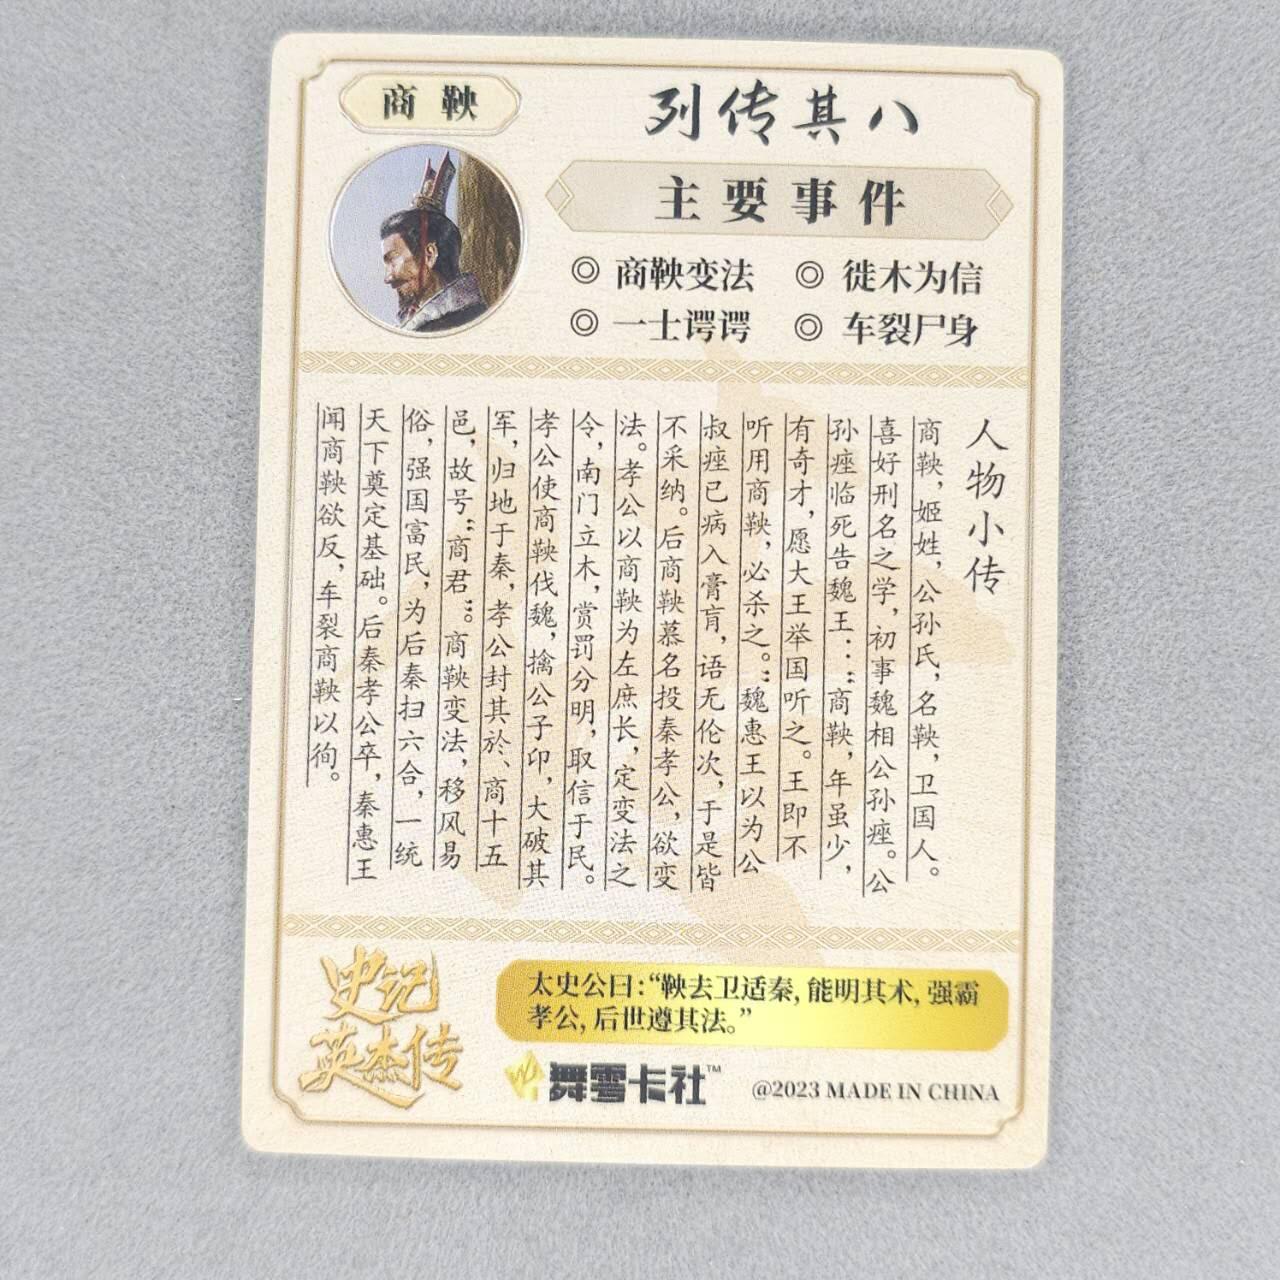 商鞅
列传其八
主要事件
◎ 商鞅变法 ◎ 徙木为信
◎ 一士谔谔 ◎ 车裂尸身
人物小传
商鞅，姬姓，公孙氏，名鞅，卫国人。
喜好刑名之学，初事魏相公孙痤。公
孙痤临死告魏王：“商鞅，年虽少，
有奇才，愿大王举国听之。王即不
听用商鞅，必杀之。”魏惠王以为公
叔痤已病入膏肓，语无伦次，于是皆
不采纳。后商鞅慕名投秦孝公，欲变
法。孝公以商鞅为左庶长，定变法之
令，南门立木，赏罚分明，取信于民。
孝公使商鞅伐魏，擒公子卬，大破其
军，归地于秦，孝公封其於、商十五
邑，故号“商君”。商鞅变法，移风易
俗，强国富民，为后秦扫六合，一统
天下奠定基础。后秦孝公卒，秦惠王
闻商鞅欲反，车裂商鞅以徇。
史记
英杰传
太史公曰：“鞅去卫适秦，能明其术，强霸
孝公，后世遵其法。”
舞雩卡社™
@2023 MADE IN CHINA